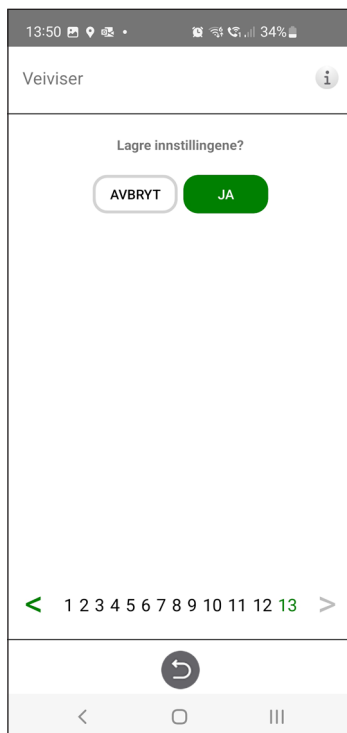 13:50 34%
Veiviser i
Lagre innstillingene?
AVBRYT JA
< 1 2 3 4 5 6 7 8 9 10 11 12 13 >